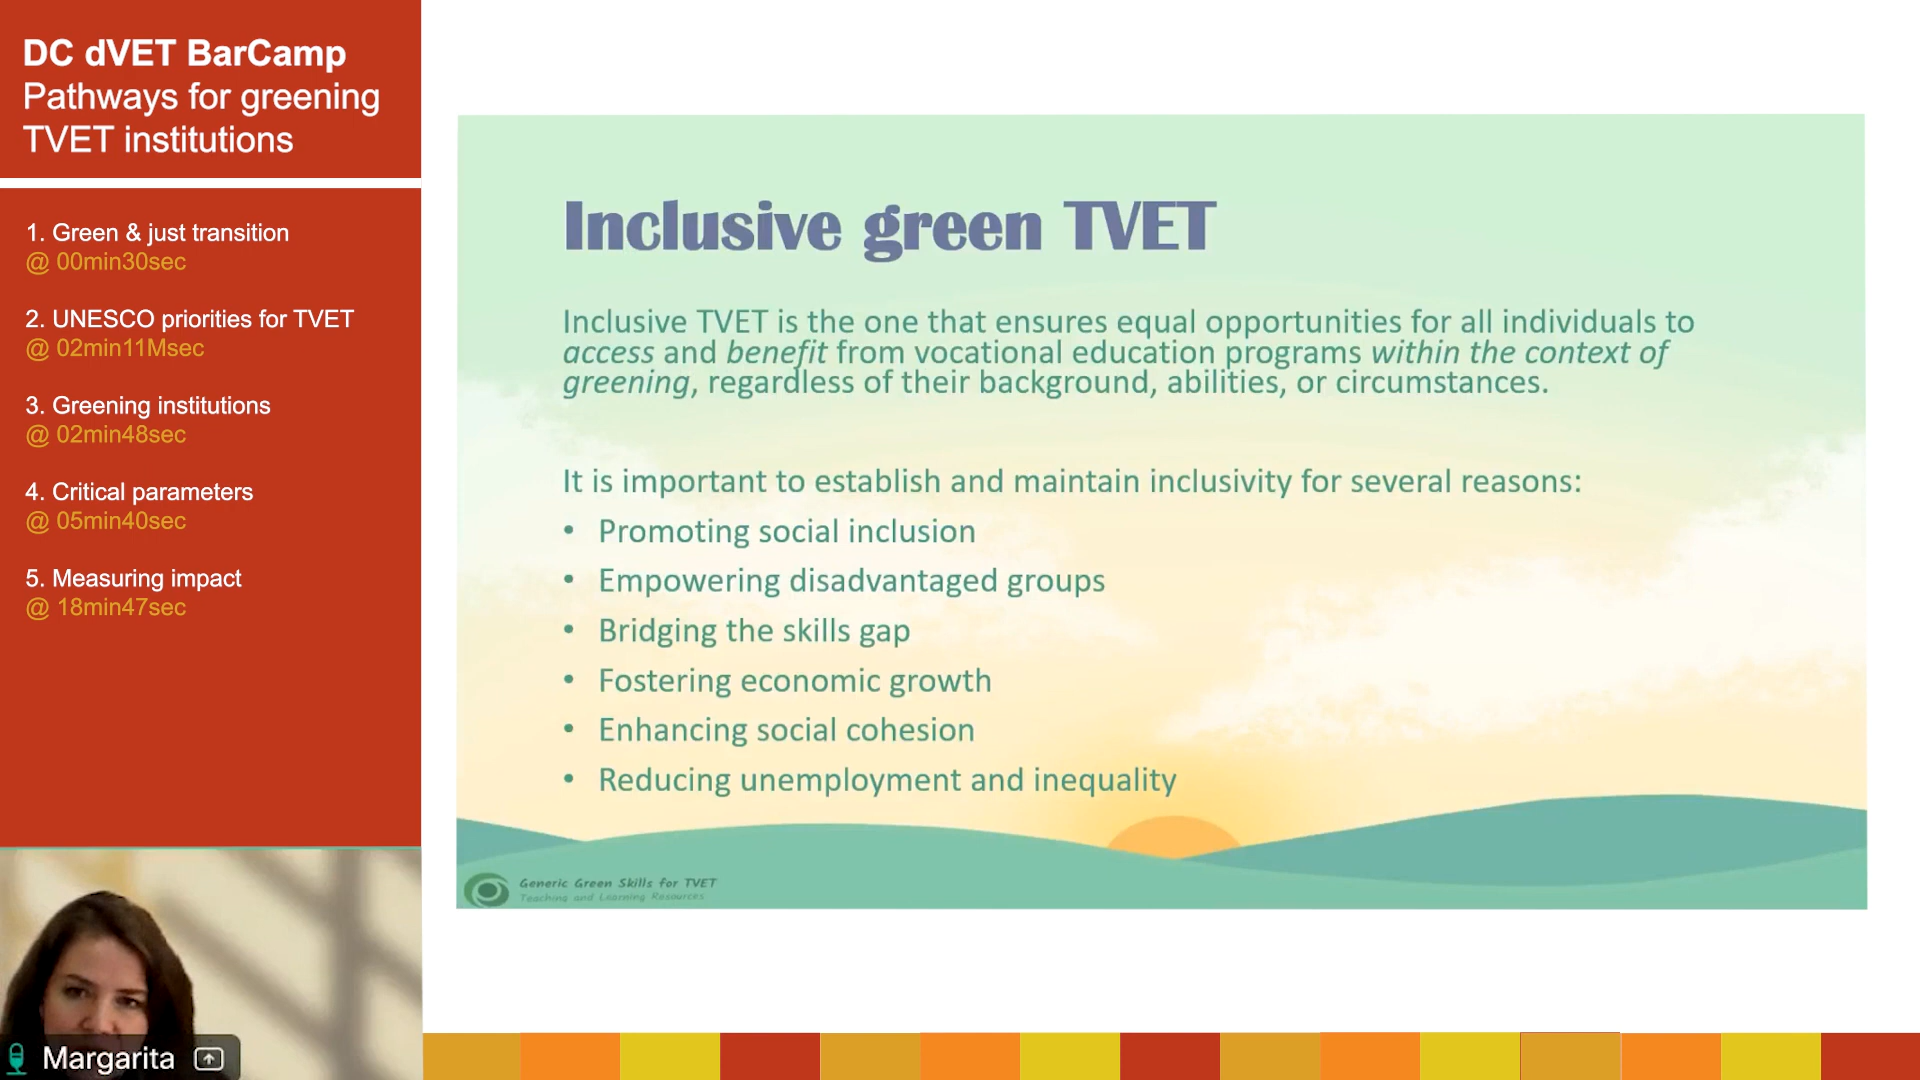 DC dVET BarCamp
Pathways for greening
TVET institutions
1. Green & just transition
@ 00min30sec
2. UNESCO priorities for TVET
@ 02min11Msec
3. Greening institutions
@ 02min48sec
4. Critical parameters
@ 05min40sec
5. Measuring impact
@ 18min47sec
Inclusive green TVET
Inclusive TVET is the one that ensures equal opportunities for all individuals to
access and benefit from vocational education programs within the context of
greening, regardless of their background, abilities, or circumstances.
It is important to establish and maintain inclusivity for several reasons:
• Promoting social inclusion
• Empowering disadvantaged groups
• Bridging the skills gap
• Fostering economic growth
• Enhancing social cohesion
• Reducing unemployment and inequality
Generic Green Skills for TVET
Teaching and Learning Resources
Margarita